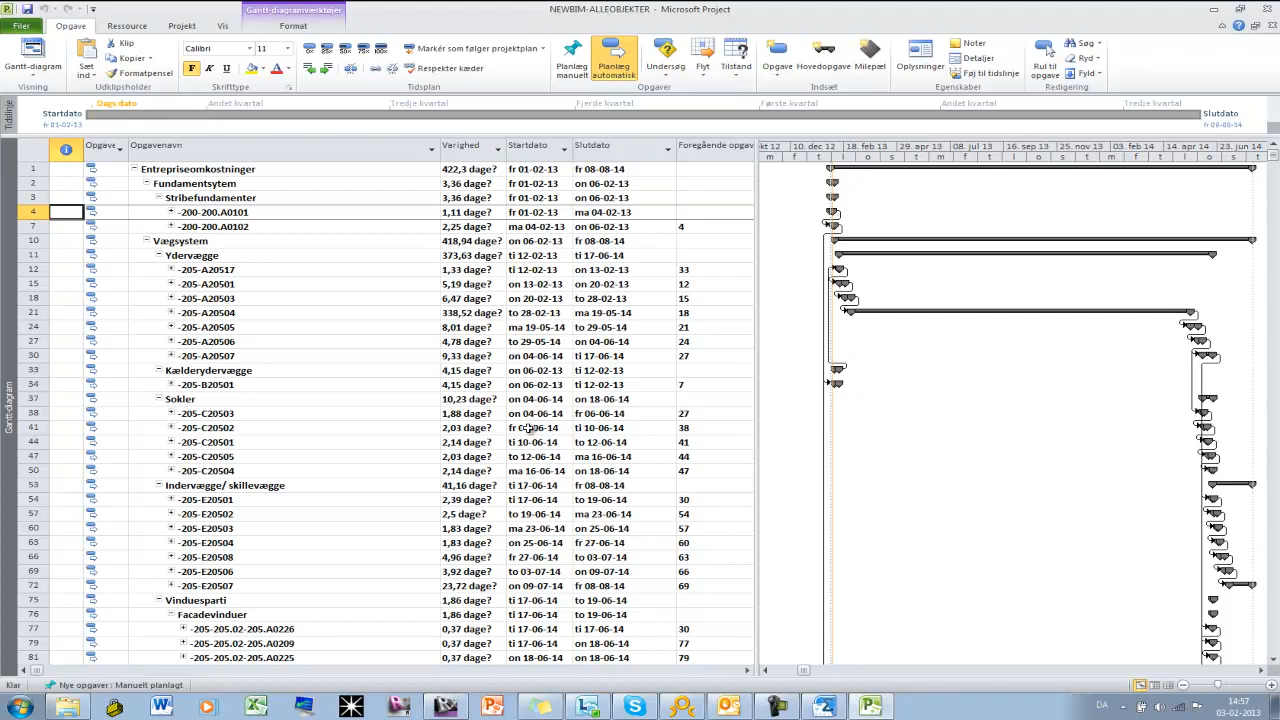 Gantt-diagramværktøjer
NEWBIM-ALLEOBJEKTER - Microsoft Project
Filer Opgave Ressource Projekt Vis Format
Gantt-diagram Sæt ind Klip Kopier Formatpensel
Calibri 11
F K U A
Markér som følger projektplan
Respekter kæder
Planlæg manuelt Planlæg automatisk Undersøg Flyt Tilstand Opgave Hovedopgave Milepæl Oplysninger Noter Detaljer Føj til tidslinje Rul til opgave Søg Ryd Fyld
Visning Udklipsholder Skrifttype Tidsplan Opgaver Indsæt Egenskaber Redigering
Tidslinje
Dags dato Andet kvartal Tredje kvartal Fjerde kvartal Første kvartal Andet kvartal Tredje kvartal
Startdato fr 01-02-13
Slutdato fr 08-08-14
Opgave Opgavenavn Varighed Startdato Slutdato Foregående opgav
kt 12 10. dec 12 18. feb 13 29. apr 13 08. jul 13 16. sep 13 25. nov 13 03. feb 14 14. apr 14 23. jun 14
m f t l o s m f t l o s m f t l o s t
Gantt-diagram
1 Entrepriseomkostninger 422,3 dage? fr 01-02-13 fr 08-08-14
2 Fundamentsytem 3,36 dage? fr 01-02-13 on 06-02-13
3 Stribefundamenter 3,36 dage? fr 01-02-13 on 06-02-13
4 -200-200.A0101 1,11 dage? fr 01-02-13 ma 04-02-13
7 -200-200.A0102 2,25 dage? ma 04-02-13 on 06-02-13 4
10 Vægsystem 418,94 dage? on 06-02-13 fr 08-08-14
11 Ydervægge 373,63 dage? ti 12-02-13 ti 17-06-14
12 -205-A20517 1,33 dage? ti 12-02-13 on 13-02-13 33
15 -205-A20501 5,19 dage? on 13-02-13 on 20-02-13 12
18 -205-A20503 6,47 dage? on 20-02-13 to 28-02-13 15
21 -205-A20504 338,52 dage? to 28-02-13 ma 19-05-14 18
24 -205-A20505 8,01 dage? ma 19-05-14 to 29-05-14 21
27 -205-A20506 4,78 dage? to 29-05-14 on 04-06-14 24
30 -205-A20507 9,33 dage? on 04-06-14 ti 17-06-14 27
33 Kælderydervægge 4,15 dage? on 06-02-13 ti 12-02-13
34 -205-B20501 4,15 dage? on 06-02-13 ti 12-02-13 7
37 Sokler 10,23 dage? on 04-06-14 on 18-06-14
38 -205-C20503 1,88 dage? on 04-06-14 fr 06-06-14 27
41 -205-C20502 2,03 dage? fr 06-14 ti 10-06-14 38
44 -205-C20501 2,14 dage? ti 10-06-14 to 12-06-14 41
47 -205-C20505 2,03 dage? to 12-06-14 ma 16-06-14 44
50 -205-C20504 2,14 dage? ma 16-06-14 on 18-06-14 47
53 Indervægge/ skillevægge 41,16 dage? ti 17-06-14 fr 08-08-14
54 -205-E20501 2,39 dage? ti 17-06-14 to 19-06-14 30
57 -205-E20502 2,5 dage? to 19-06-14 ma 23-06-14 54
60 -205-E20503 1,83 dage? ma 23-06-14 on 25-06-14 57
63 -205-E20504 1,83 dage? on 25-06-14 fr 27-06-14 60
66 -205-E20508 4,96 dage? fr 27-06-14 to 03-07-14 63
69 -205-E20506 3,92 dage? to 03-07-14 on 09-07-14 66
72 -205-E20507 23,72 dage? on 09-07-14 fr 08-08-14 69
75 Vinduesparti 1,86 dage? ti 17-06-14 to 19-06-14
76 Facadevinduer 1,86 dage? ti 17-06-14 to 19-06-14
77 -205-205.02-205.A0226 0,37 dage? ti 17-06-14 ti 17-06-14 30
79 -205-205.02-205.A0209 0,37 dage? ti 17-06-14 on 18-06-14 77
81 -205-205.02-205.A0225 0,37 dage? on 18-06-14 on 18-06-14 79
Klar Nye opgaver : Manuelt planlagt
DA 14:57
03-02-2013